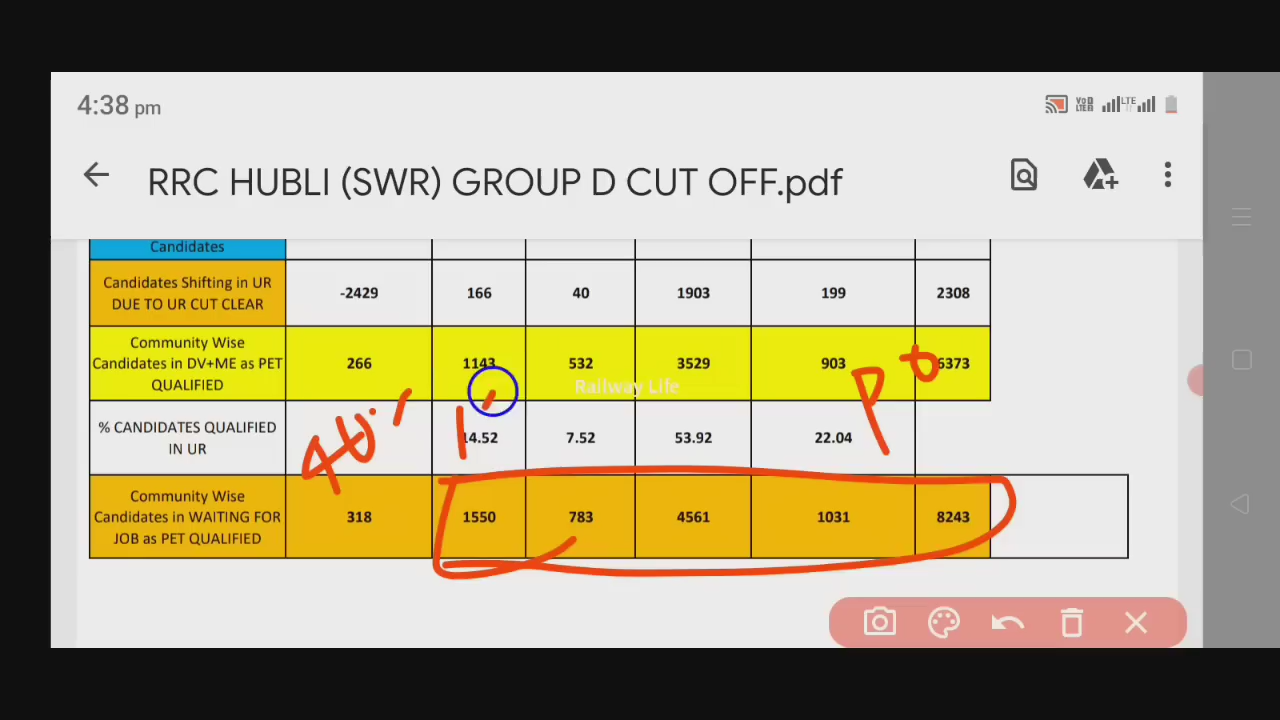 4:38 pm
VoD LTE LTE
RRC HUBLI (SWR) GROUP D CUT OFF.pdf
Candidates
Candidates Shifting in UR DUE TO UR CUT CLEAR -2429 166 40 1903 199 2308
Community Wise Candidates in DV+ME as PET QUALIFIED 266 1143 532 3529 903 6373
Railway Life
% CANDIDATES QUALIFIED IN UR 14.52 7.52 53.92 22.04
Community Wise Candidates in WAITING FOR JOB as PET QUALIFIED 318 1550 783 4561 1031 8243